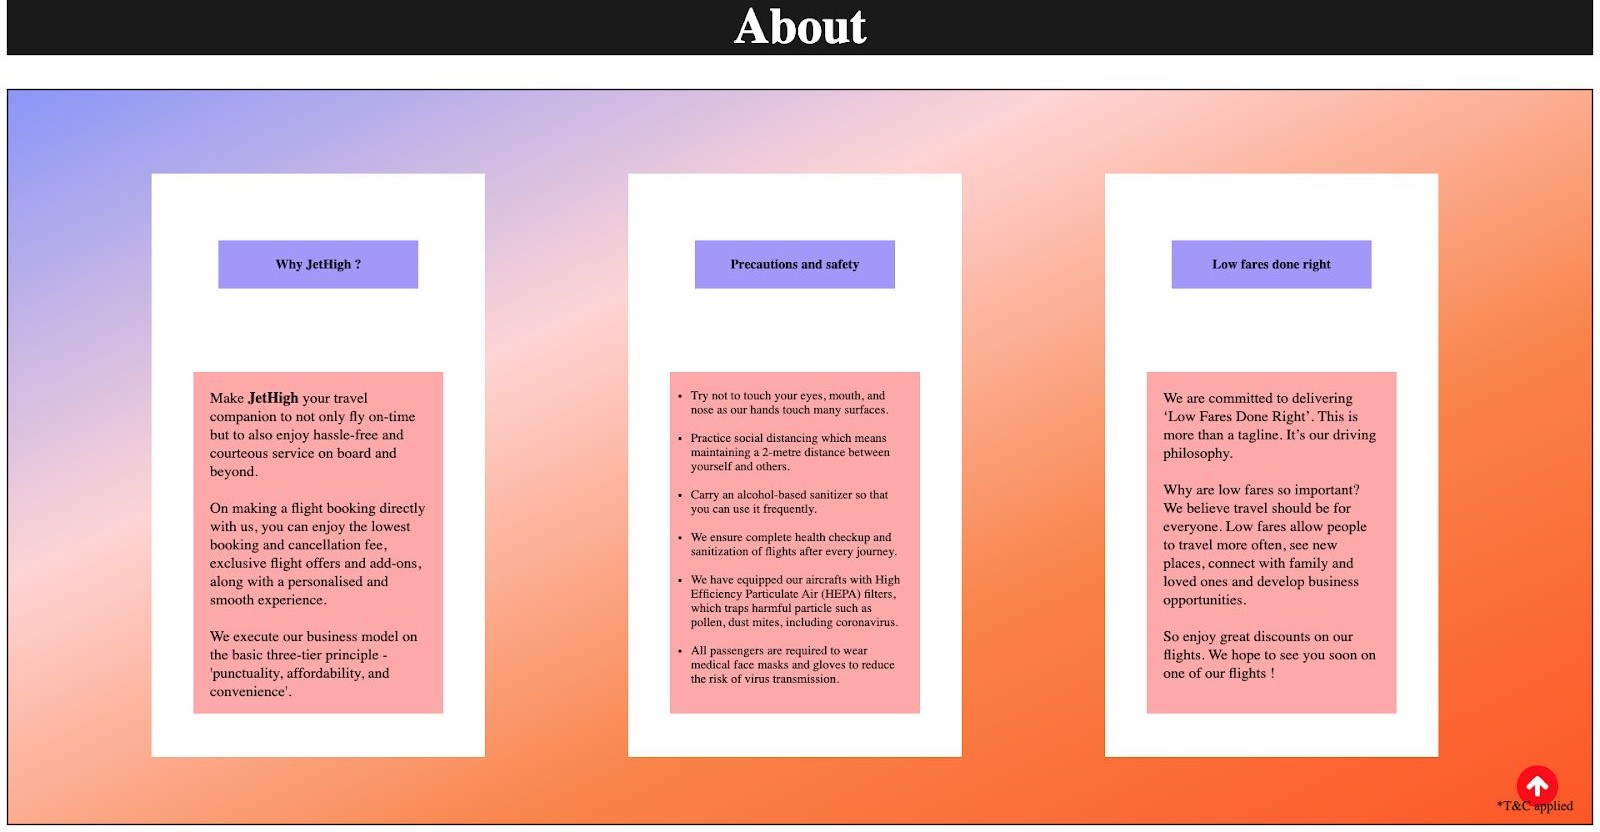 About
Why JetHigh ?
Make JetHigh your travel
companion to not only fly on-time
but to also enjoy hassle-free and
courteous service on board and
beyond.
On making a flight booking directly
with us, you can enjoy the lowest
booking and cancellation fee,
exclusive flight offers and add-ons,
along with a personalised and
smooth experience.
We execute our business model on
the basic three-tier principle -
'punctuality, affordability, and
convenience'.
Precautions and safety
• Try not to touch your eyes, mouth, and
nose as our hands touch many surfaces.
• Practice social distancing which means
maintaining a 2-metre distance between
yourself and others.
• Carry an alcohol-based sanitizer so that
you can use it frequently.
• We ensure complete health checkup and
sanitization of flights after every journey.
• We have equipped our aircrafts with High
Efficiency Particulate Air (HEPA) filters,
which traps harmful particle such as
pollen, dust mites, including coronavirus.
• All passengers are required to wear
medical face masks and gloves to reduce
the risk of virus transmission.
Low fares done right
We are committed to delivering
‘Low Fares Done Right’. This is
more than a tagline. It’s our driving
philosophy.
Why are low fares so important?
We believe travel should be for
everyone. Low fares allow people
to travel more often, see new
places, connect with family and
loved ones and develop business
opportunities.
So enjoy great discounts on our
flights. We hope to see you soon on
one of our flights !
*T&C applied